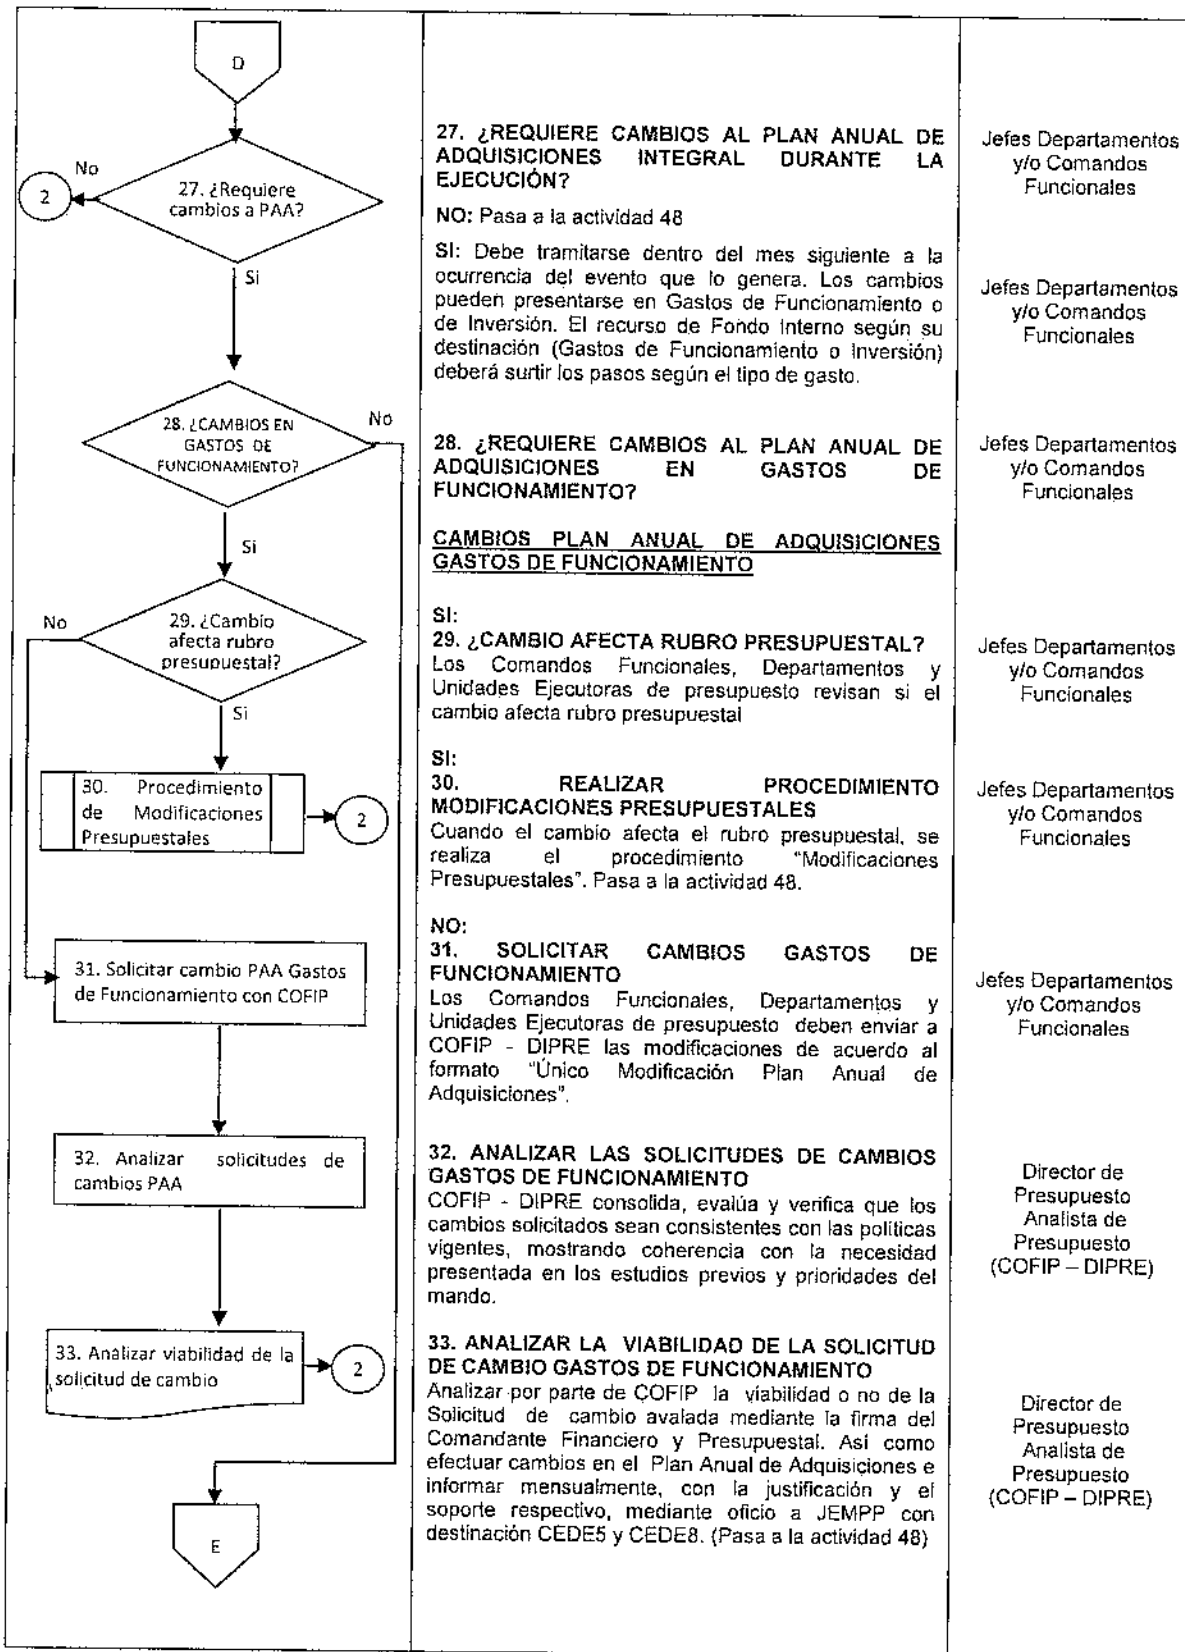 D
No
2
27. ¿Requiere
cambios a PAA?
Si
28. ¿CAMBIOS EN
GASTOS DE
FUNCIONAMIENTO?
No
Si
No
29. ¿Cambio
afecta rubro
presupuestal?
Si
30. Procedimiento
de Modificaciones
Presupuestales
2
31. Solicitar cambio PAA Gastos
de Funcionamiento con COFIP
32. Analizar solicitudes de
cambios PAA
33. Analizar viabilidad de la
solicitud de cambio
2
E
27. ¿REQUIERE CAMBIOS AL PLAN ANUAL DE
ADQUISICIONES INTEGRAL DURANTE LA
EJECUCIÓN?
NO: Pasa a la actividad 48
SI: Debe tramitarse dentro del mes siguiente a la
ocurrencia del evento que lo genera. Los cambios
pueden presentarse en Gastos de Funcionamiento o
de Inversión. El recurso de Fondo Interno según su
destinación (Gastos de Funcionamiento o Inversión)
deberá surtir los pasos según el tipo de gasto.
28. ¿REQUIERE CAMBIOS AL PLAN ANUAL DE
ADQUISICIONES EN GASTOS DE
FUNCIONAMIENTO?
CAMBIOS PLAN ANUAL DE ADQUISICIONES
GASTOS DE FUNCIONAMIENTO
SI:
29. ¿CAMBIO AFECTA RUBRO PRESUPUESTAL?
Los Comandos Funcionales, Departamentos y
Unidades Ejecutoras de presupuesto revisan si el
cambio afecta rubro presupuestal
SI:
30. REALIZAR PROCEDIMIENTO
MODIFICACIONES PRESUPUESTALES
Cuando el cambio afecta el rubro presupuestal, se
realiza el procedimiento "Modificaciones
Presupuestales". Pasa a la actividad 48.
NO:
31. SOLICITAR CAMBIOS GASTOS DE
FUNCIONAMIENTO
Los Comandos Funcionales, Departamentos y
Unidades Ejecutoras de presupuesto deben enviar a
COFIP - DIPRE las modificaciones de acuerdo al
formato "Único Modificación Plan Anual de
Adquisiciones".
32. ANALIZAR LAS SOLICITUDES DE CAMBIOS
GASTOS DE FUNCIONAMIENTO
COFIP - DIPRE consolida, evalúa y verifica que los
cambios solicitados sean consistentes con las políticas
vigentes, mostrando coherencia con la necesidad
presentada en los estudios previos y prioridades del
mando.
33. ANALIZAR LA VIABILIDAD DE LA SOLICITUD
DE CAMBIO GASTOS DE FUNCIONAMIENTO
Analizar por parte de COFIP la viabilidad o no de la
Solicitud de cambio avalada mediante la firma del
Comandante Financiero y Presupuestal. Así como
efectuar cambios en el Plan Anual de Adquisiciones e
informar mensualmente, con la justificación y el
soporte respectivo, mediante oficio a JEMPP con
destinación CEDE5 y CEDE8. (Pasa a la actividad 48)
Jefes Departamentos
y/o Comandos
Funcionales
Jefes Departamentos
y/o Comandos
Funcionales
Jefes Departamentos
y/o Comandos
Funcionales
Jefes Departamentos
y/o Comandos
Funcionales
Jefes Departamentos
y/o Comandos
Funcionales
Jefes Departamentos
y/o Comandos
Funcionales
Director de
Presupuesto
Analista de
Presupuesto
(COFIP – DIPRE)
Director de
Presupuesto
Analista de
Presupuesto
(COFIP – DIPRE)